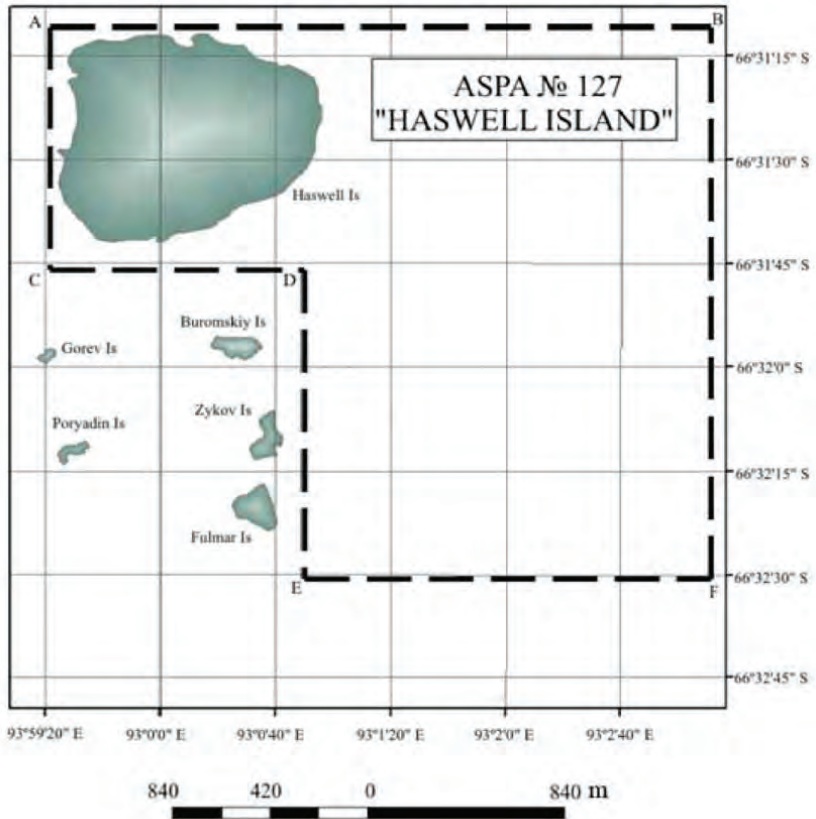 A
B
66°31'15" S
ASPA № 127
"HASWELL ISLAND"
66°31'30" S
Haswell Is
66°31'45" S
C
D
Buromskiy Is
Gorev Is
66°32'0" S
Zykov Is
Poryadin Is
66°32'15" S
Fulmar Is
66°32'30" S
E
F
66°32'45" S
93°59'20" E 93°0'0" E 93°0'40" E 93°1'20" E 93°2'0" E 93°2'40" E
840 420 0 840 m